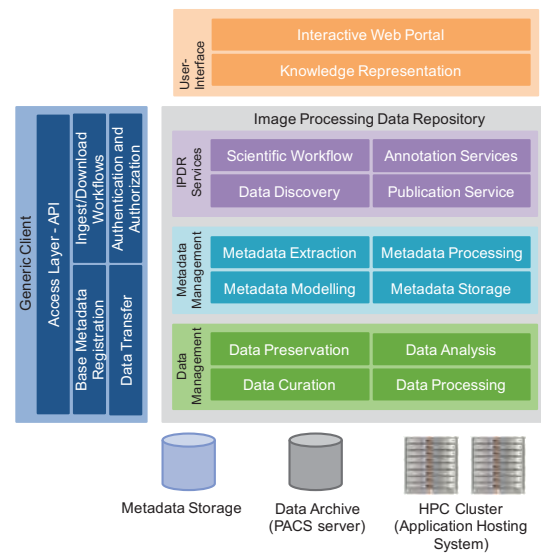 User-
Interface
Interactive Web Portal
Knowledge Representation
Generic Client
Access Layer - API
Ingest/Download
Workflows
Authentication and
Authorization
Base Metadata
Registration
Data Transfer
Image Processing Data Repository
IPDR
Services
Scientific Workflow
Annotation Services
Data Discovery
Publication Service
Metadata
Management
Metadata Extraction
Metadata Processing
Metadata Modelling
Metadata Storage
Data
Management
Data Preservation
Data Analysis
Data Curation
Data Processing
Metadata Storage
Data Archive
(PACS server)
HPC Cluster
(Application Hosting
System)